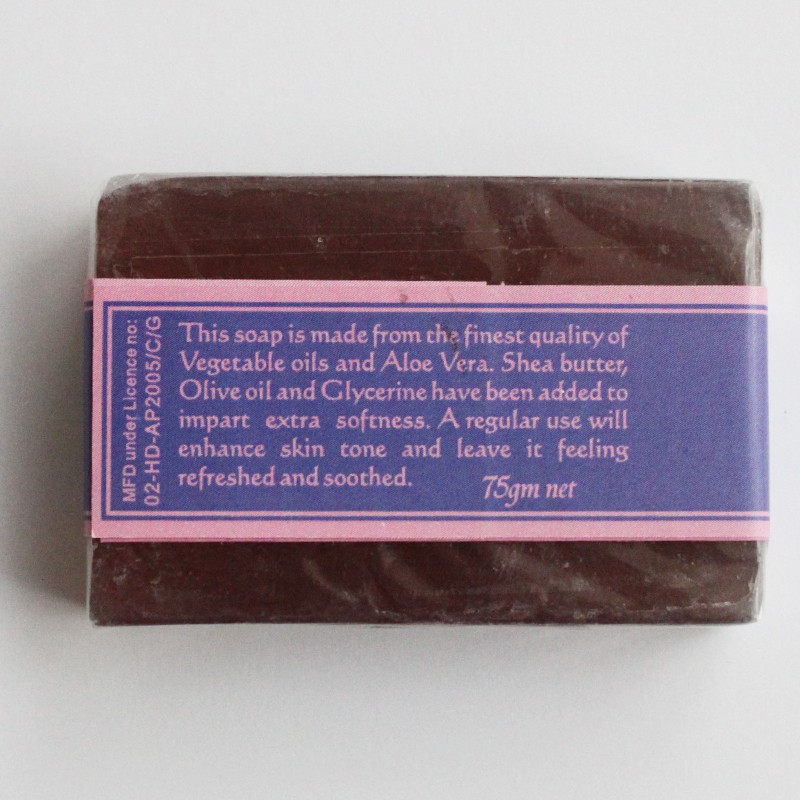 MFD under Licence no:
02-HD-AP2005/C/G
This soap is made from the finest quality of
Vegetable oils and Aloe Vera. Shea butter,
Olive oil and Glycerine have been added to
impart extra softness. A regular use will
enhance skin tone and leave it feeling
refreshed and soothed.
75gm net